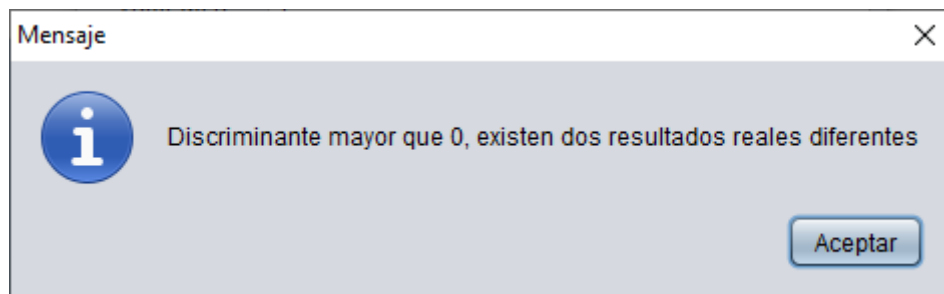 Mensaje
Discriminante mayor que 0, existen dos resultados reales diferentes
Aceptar